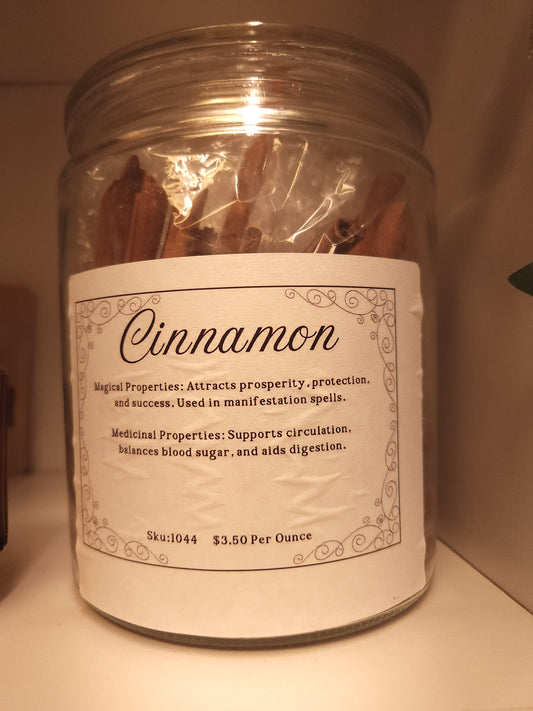 Cinnamon
Magical Properties: Attracts prosperity, protection,
and success. Used in manifestation spells.
Medicinal Properties: Supports circulation,
balances blood sugar, and aids digestion.
Sku:1044 $3.50 Per Ounce